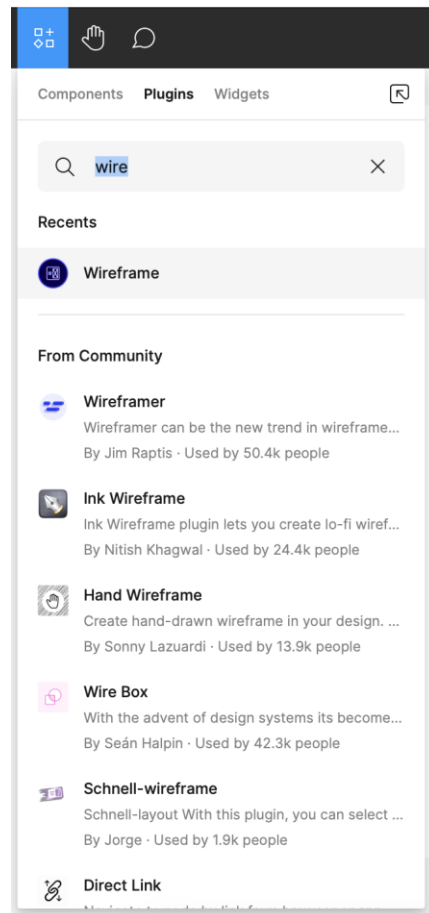 Components Plugins Widgets
wire
Recents
Wireframe
From Community
Wireframer
Wireframer can be the new trend in wireframe...
By Jim Raptis · Used by 50.4k people
Ink Wireframe
Ink Wireframe plugin lets you create lo-fi wiref...
By Nitish Khagwal · Used by 24.4k people
Hand Wireframe
Create hand-drawn wireframe in your design. ...
By Sonny Lazuardi · Used by 13.9k people
Wire Box
With the advent of design systems its become...
By Seán Halpin · Used by 42.3k people
Schnell-wireframe
Schnell-layout With this plugin, you can select ...
By Jorge · Used by 1.9k people
Direct Link